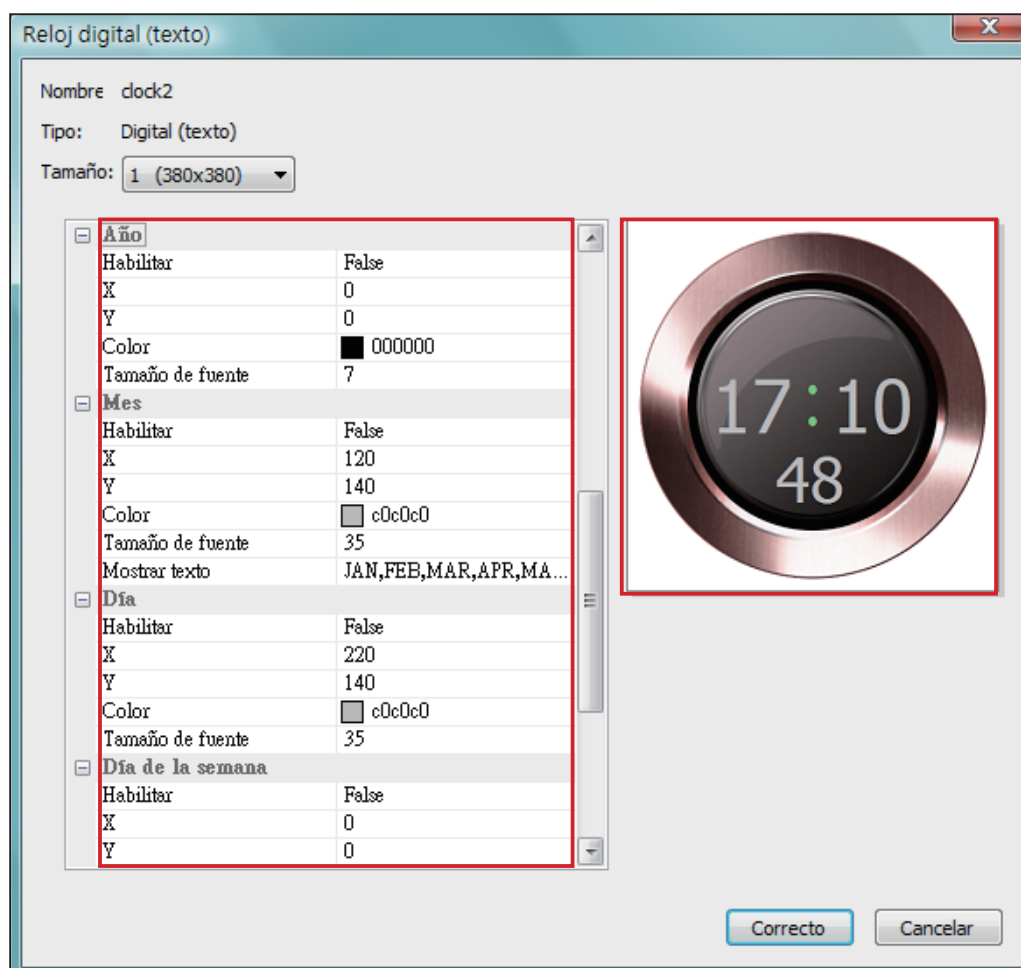 Reloj digital (texto)
X
Nombre clock2
Tipo: Digital (texto)
Tamaño: 1 (380x380)
Año
Habilitar False
X 0
Y 0
Color 000000
Tamaño de fuente 7
Mes
Habilitar False
X 120
Y 140
Color c0c0c0
Tamaño de fuente 35
Mostrar texto JAN,FEB,MAR,APR,MA...
Día
Habilitar False
X 220
Y 140
Color c0c0c0
Tamaño de fuente 35
Día de la semana
Habilitar False
X 0
Y 0
17:10
48
Correcto Cancelar